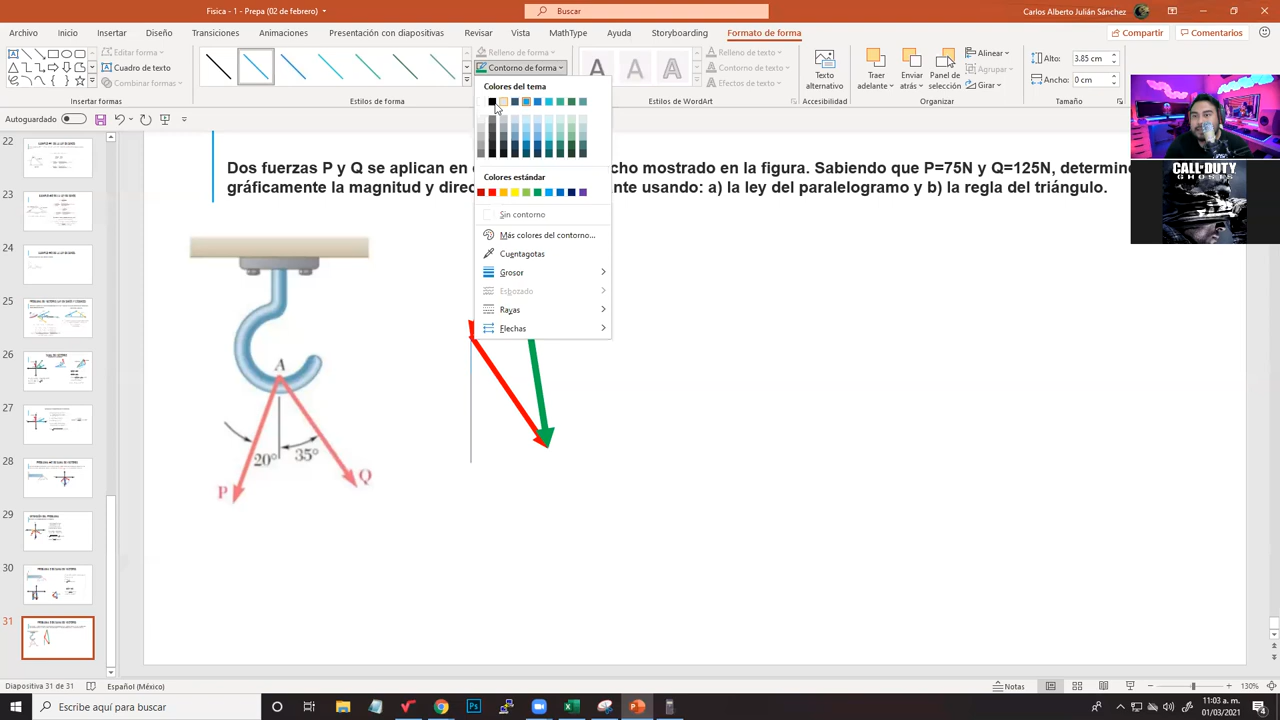 Fisica - 1 - Prepa (02 de febrero)
Buscar
Carlos Alberto Julián Sánchez
Archivo Inicio Insertar Diseño Transiciones Animaciones Presentación con diapositivas Revisar Vista MathType Ayuda Storyboarding Formato de forma Compartir Comentarios
Editar forma
Cuadro de texto
Combinar formas
Insertar formas
Estilos de forma
Relleno de forma
Contorno de forma
A A A
Relleno de texto
Contorno de texto
Efectos de texto
Estilos de WordArt
Texto
alternativo
Accesibilidad
Traer
adelante
Enviar
atrás
Panel de
selección
Alinear
Agrupar
Girar
Organizar
Alto: 3.85 cm
Ancho: 0 cm
Tamaño
Autoguardado
Colores del tema
Colores estándar
Sin contorno
Más colores del contorno...
Cuentagotas
Grosor
Esbozado
Rayas
Flechas
22
24
25
26
27
28
29
30
31
Dos fuerzas P y Q se aplican en cho mostrado en la figura. Sabiendo que P=75N y Q=125N, determine
gráficamente la magnitud y direc ante usando: a) la ley del paralelogramo y b) la regla del triángulo.
A
20°
35°
P
Q
CALL OF DUTY
GHOSTS
Diapositiva 31 de 31
Español (México)
Notas
130%
Escribe aquí para buscar
11:03 a. m.
01/03/2021